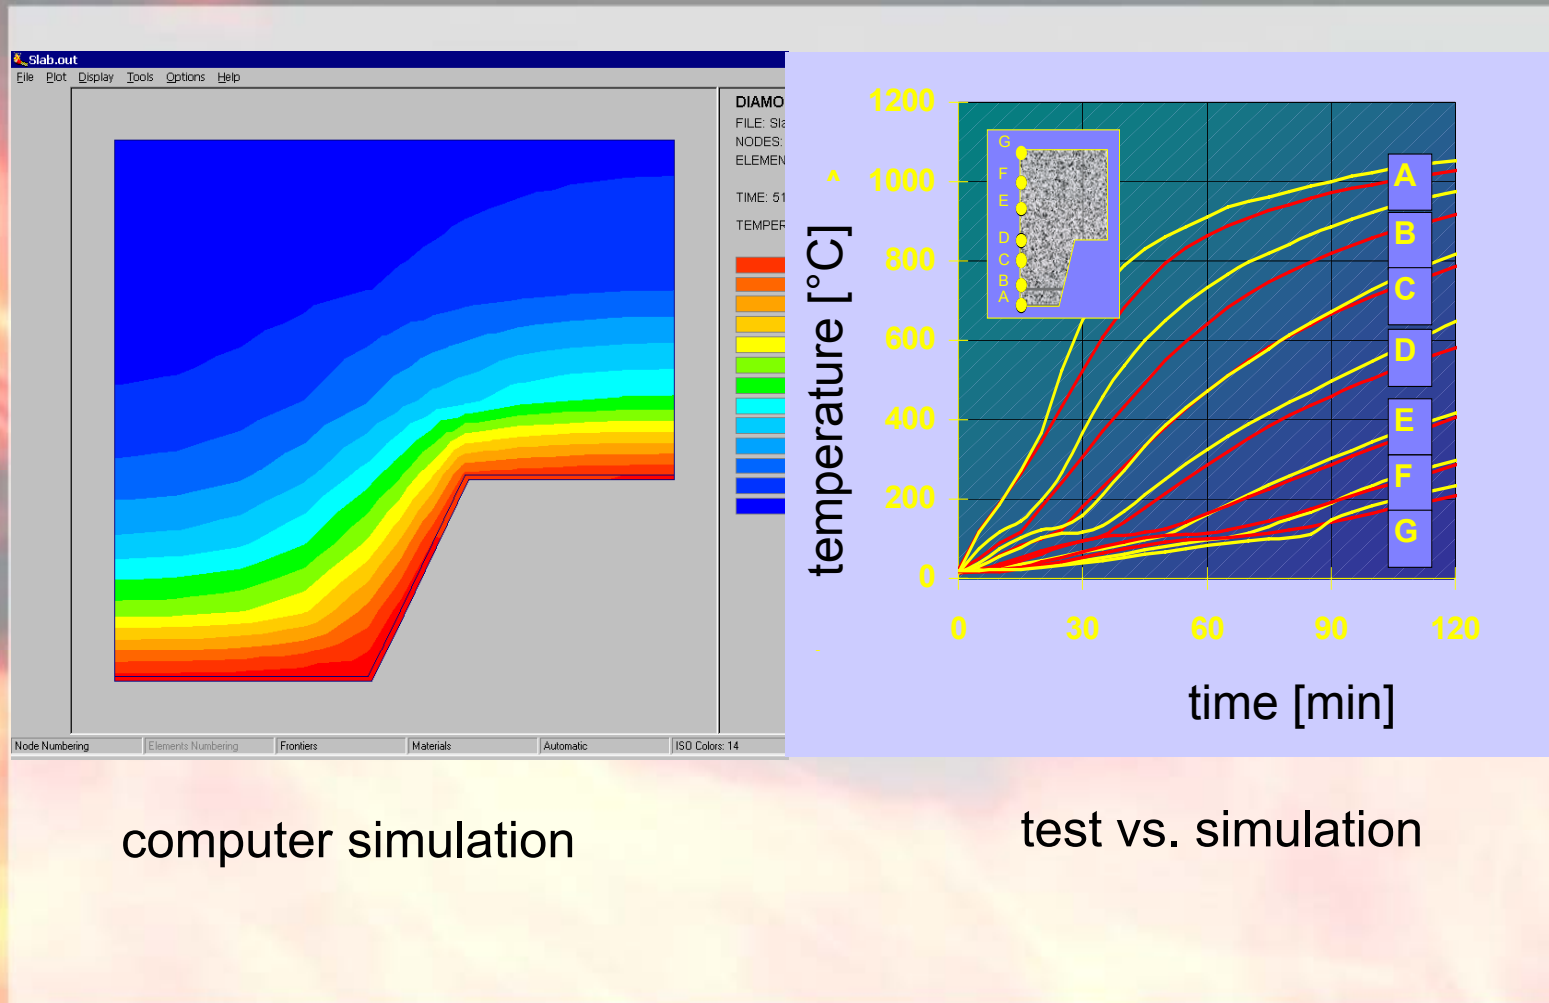 Slab.out
File Plot Display Tools Options Help
DIAMO
FILE: Sla
NODES:
ELEMEN
TIME: 51
TEMPER
Node Numbering Elements Numbering Frontiers Materials Automatic ISO Colors: 14
1200
1000
800
600
400
200
0
temperature [°C]
G
F
E
D
C
B
A
A
B
C
D
E
F
G
0 30 60 90 120
time [min]
computer simulation
test vs. simulation